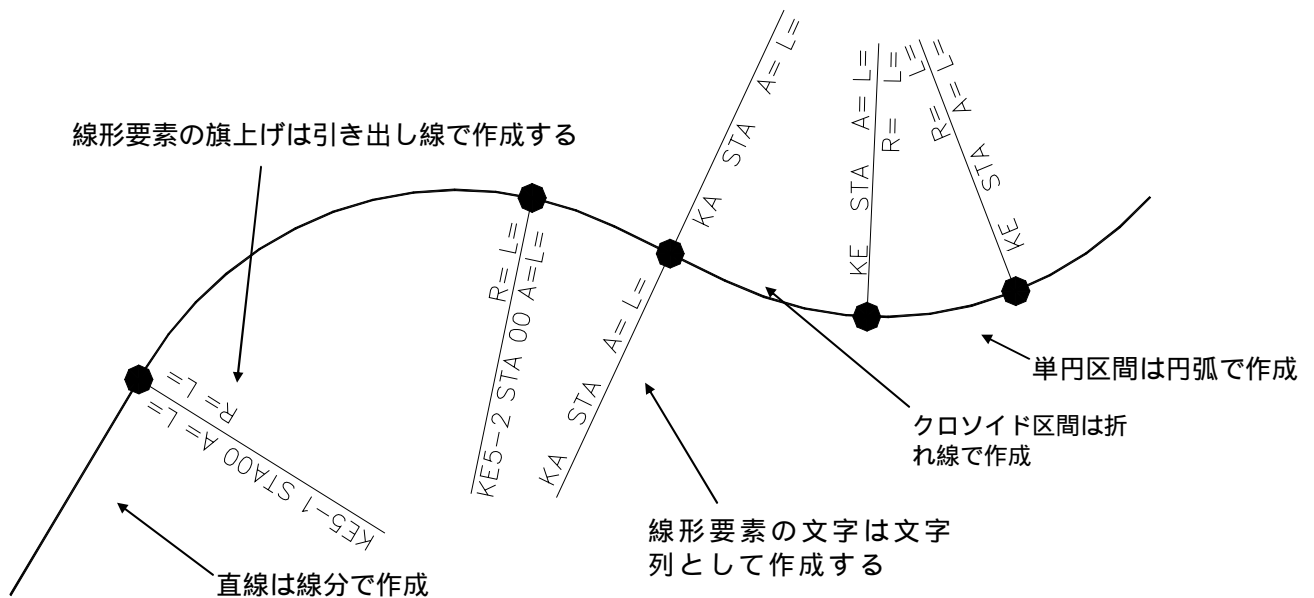 線形要素の旗上げは引き出し線で作成する
R= L=
KE5-1 STA00 A= L=
R= L=
KE5-2 STA 00 A=L=
KA STA A= L=
KA STA A= L=
KE STA A= L=
R= L=
L=
R=
KE STA A= L=
単円区間は円弧で作成
クロソイド区間は折
れ線で作成
線形要素の文字は文字
列として作成する
直線は線分で作成